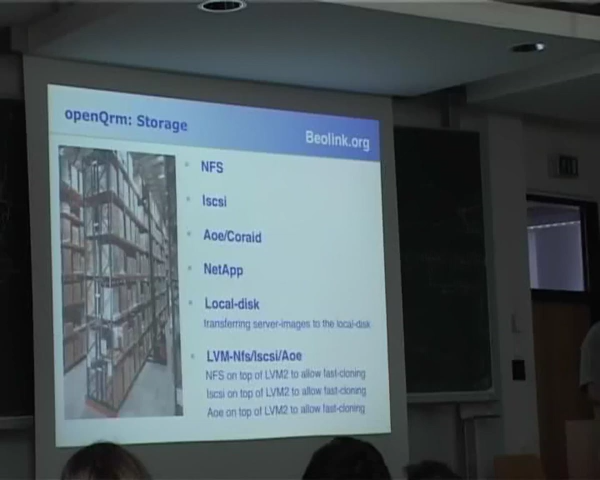 openQrm: Storage
Beolink.org
NFS
Iscsi
Aoe/Coraid
NetApp
Local-disk
transferring server-images to the local-disk
LVM-Nfs/Iscsi/Aoe
NFS on top of LVM2 to allow fast-cloning
Iscsi on top of LVM2 to allow fast-cloning
Aoe on top of LVM2 to allow fast-cloning